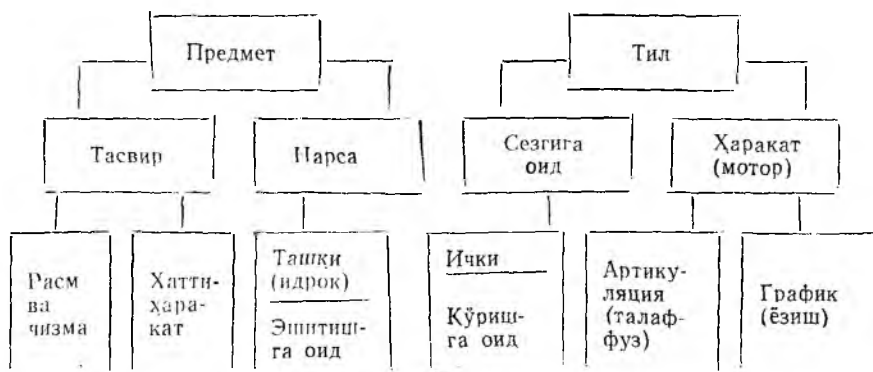 Предмет
Тил
Тасвир
Нарса
Сезгига
оид
Ҳаракат
(мотор)
Расм
ва
чизма
Хатти-
ҳара-
кат
Ташқи
(идрок)
Эшитиш-
га оид
Ички
Кўриш-
га оид
Артику-
ляция
(талаф-
фуз)
График
(ёзиш)